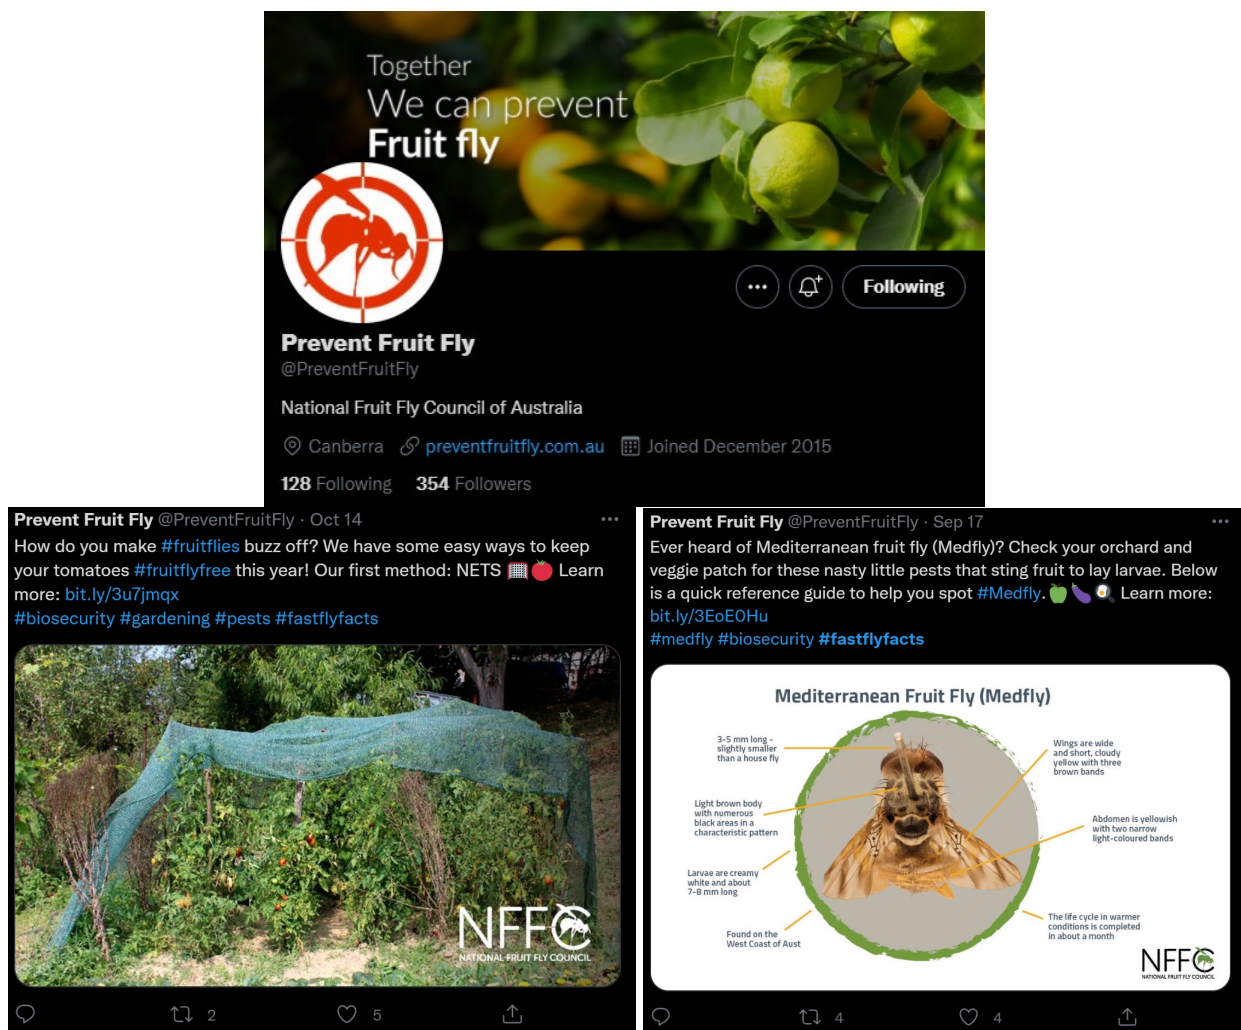 Together
We can prevent
Fruit fly
Following
Prevent Fruit Fly
@PreventFruitFly
National Fruit Fly Council of Australia
Canberra preventfruitfly.com.au Joined December 2015
128 Following 354 Followers
Prevent Fruit Fly @PreventFruitFly · Oct 14
How do you make #fruitflies buzz off? We have some easy ways to keep
your tomatoes #fruitflyfree this year! Our first method: NETS 🥅🍅 Learn
more: bit.ly/3u7jmqx
#biosecurity #gardening #pests #fastflyfacts
NFFC
NATIONAL FRUIT FLY COUNCIL
2 5
Prevent Fruit Fly @PreventFruitFly · Sep 17
Ever heard of Mediterranean fruit fly (Medfly)? Check your orchard and
veggie patch for these nasty little pests that sting fruit to lay larvae. Below
is a quick reference guide to help you spot #Medfly.🍏🍆🍳 Learn more:
bit.ly/3EoE0Hu
#medfly #biosecurity #fastflyfacts
Mediterranean Fruit Fly (Medfly)
3-5 mm long -
slightly smaller
than a house fly
Light brown body
with numerous
black areas in a
characteristic pattern
Larvae are creamy
white and about
7-8 mm long
Found on the
West Coast of Aust
Wings are wide
and short, cloudy
yellow with three
brown bands
Abdomen is yellowish
with two narrow
light-coloured bands
The life cycle in warmer
conditions is completed
in about a month
NFFC
NATIONAL FRUIT FLY COUNCIL
4 4